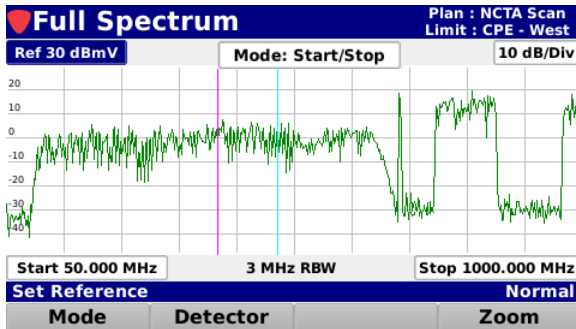 Full Spectrum
Plan : NCTA Scan
Limit : CPE - West
Ref 30 dBmV
Mode: Start/Stop
10 dB/Div
20
10
0
-10
-20
-30
-40
Start 50.000 MHz
3 MHz RBW
Stop 1000.000 MHz
Set Reference
Normal
Mode
Detector
Zoom